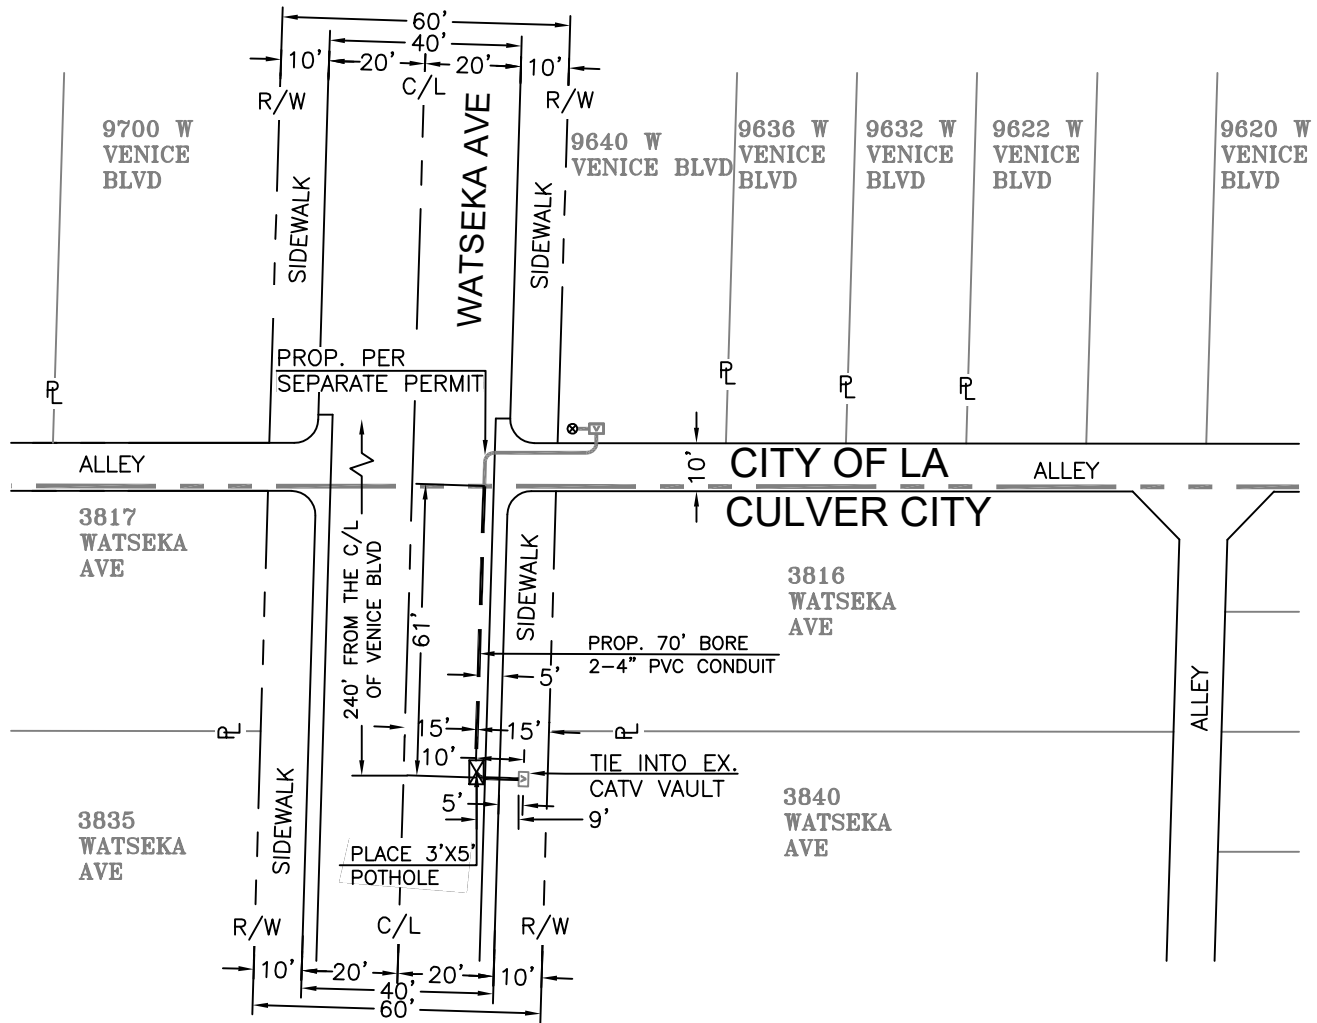 60'
40'
10'
20'
20'
10'
C/L
R/W
R/W
9700 W
VENICE
BLVD
SIDEWALK
WATSEKA AVE
SIDEWALK
9640 W
VENICE BLVD
9636 W
VENICE
BLVD
9632 W
VENICE
BLVD
9622 W
VENICE
BLVD
9620 W
VENICE
BLVD
PROP. PER
SEPARATE PERMIT
PL
PL
PL
PL
V
ALLEY
10'
CITY OF LA
ALLEY
CULVER CITY
3817
WATSEKA
AVE
240' FROM THE C/L
OF VENICE BLVD
61'
SIDEWALK
3816
WATSEKA
AVE
PROP. 70' BORE
2-4" PVC CONDUIT
5'
ALLEY
PL
15'
15'
PL
10'
TIE INTO EX.
CATV VAULT
V
5'
9'
3835
WATSEKA
AVE
SIDEWALK
3840
WATSEKA
AVE
PLACE 3'X5'
POTHOLE
R/W
C/L
R/W
10'
20'
20'
10'
40'
60'